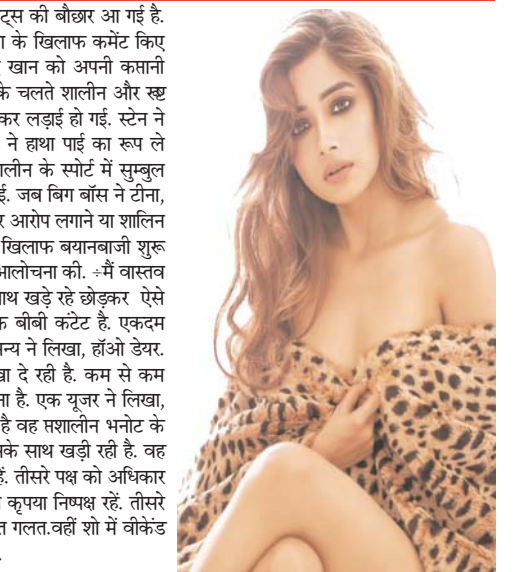 ट्स की बौछार आ गई है.
ा के खिलाफ कमेंट किए
खान को अपनी कप्तानी
के चलते शालीन और स्ष्ट
कर लड़ाई हो गई. स्टेन ने
ने हाथा पाई का रूप ले
ालीन के स्पोर्ट में सुम्बुल
ई. जब बिग बॉस ने टीना,
र आरोप लगाने या शालिन
खिलाफ बयानबाजी शुरू
आलोचना की. ÷मैं वास्तव
ाथ खड़े रहे छोड़कर ऐसे
क बीबी कंटेट है. एकदम
न्य ने लिखा, हॉओ डेयर.
खा दे रही है. कम से कम
ना है. एक यूजर ने लिखा,
है वह ಽशालीन भनोट के
सके साथ खड़ी रही है. वह
हैं. तीसरे पक्ष को अधिकार
ा कृपया निष्पक्ष रहें. तीसरे
त गलत.वहीं शो में वीकेंड
.